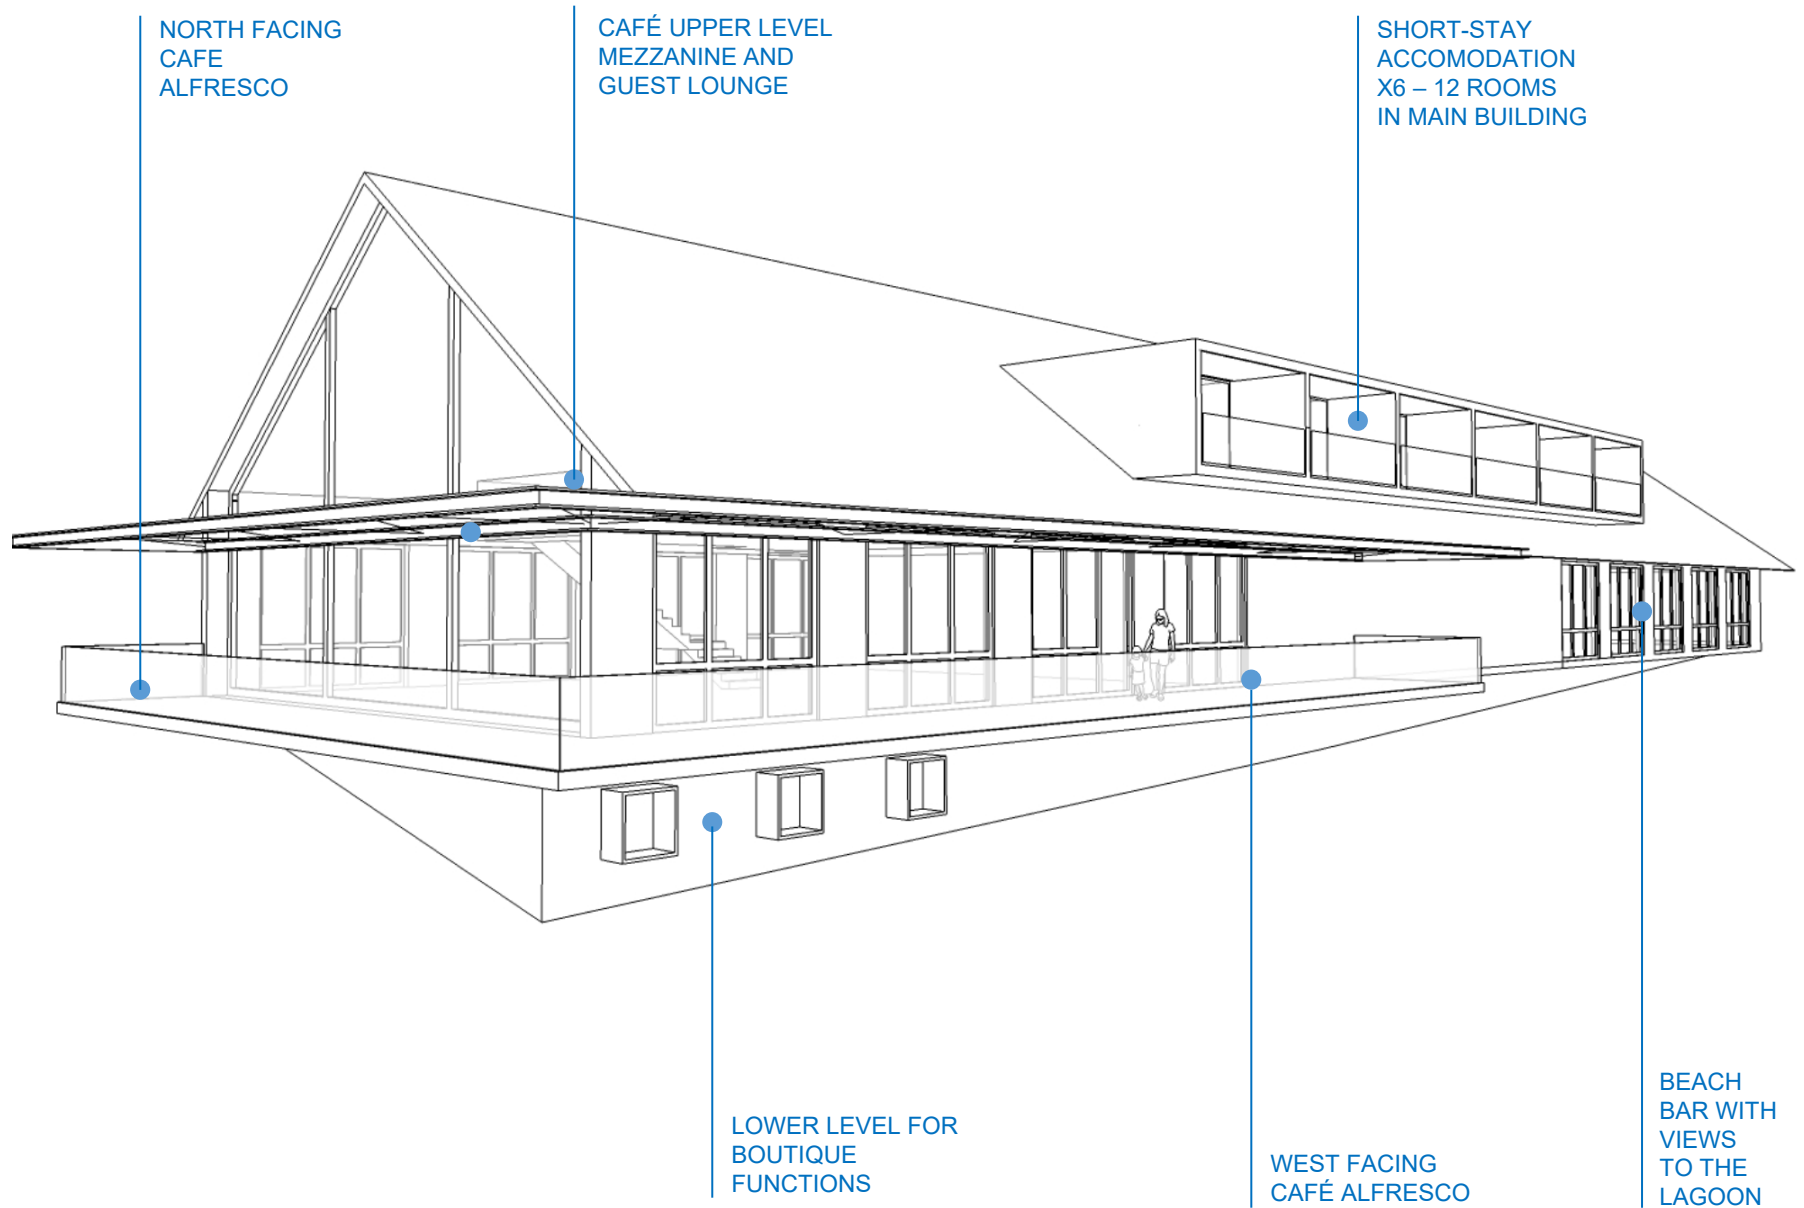 NORTH FACING
CAFE
ALFRESCO
CAFÉ UPPER LEVEL
MEZZANINE AND
GUEST LOUNGE
SHORT-STAY
ACCOMODATION
X6 – 12 ROOMS
IN MAIN BUILDING
LOWER LEVEL FOR
BOUTIQUE
FUNCTIONS
WEST FACING
CAFÉ ALFRESCO
BEACH
BAR WITH
VIEWS
TO THE
LAGOON